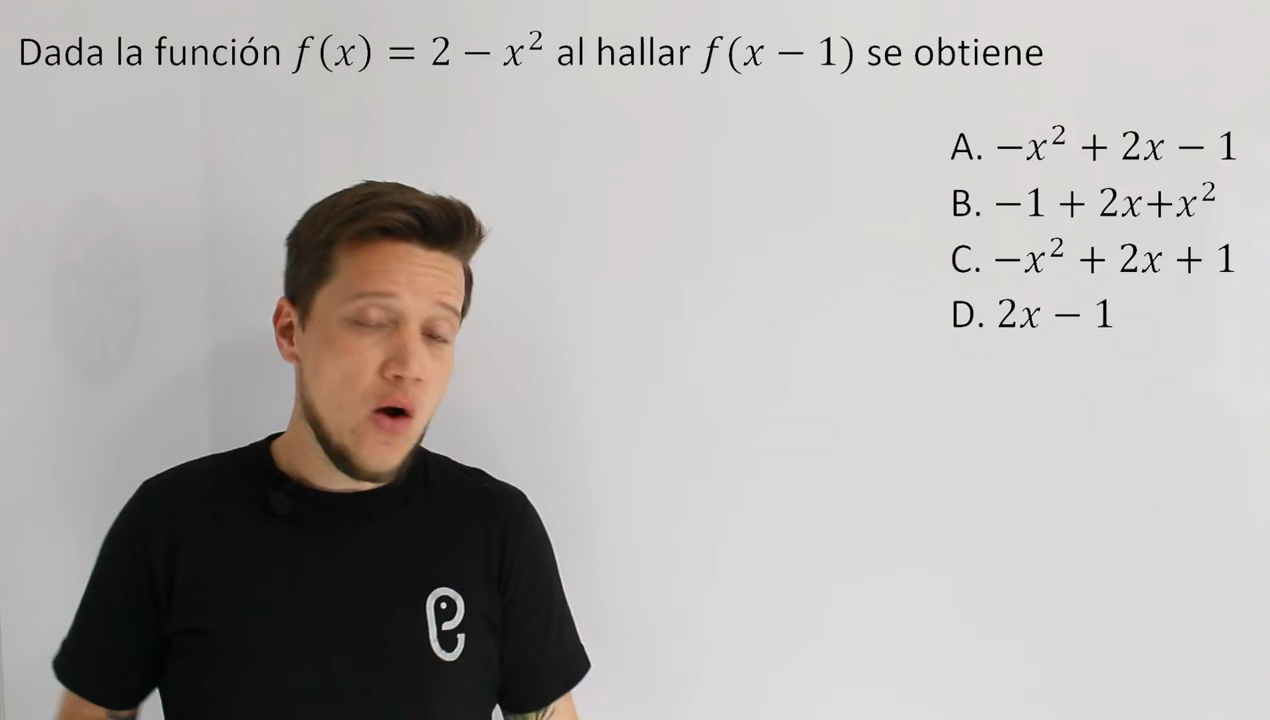 Dada la función f(x) = 2 − x² al hallar f(x − 1) se obtiene
A. −x² + 2x − 1
B. −1 + 2x+x²
C. −x² + 2x + 1
D. 2x − 1